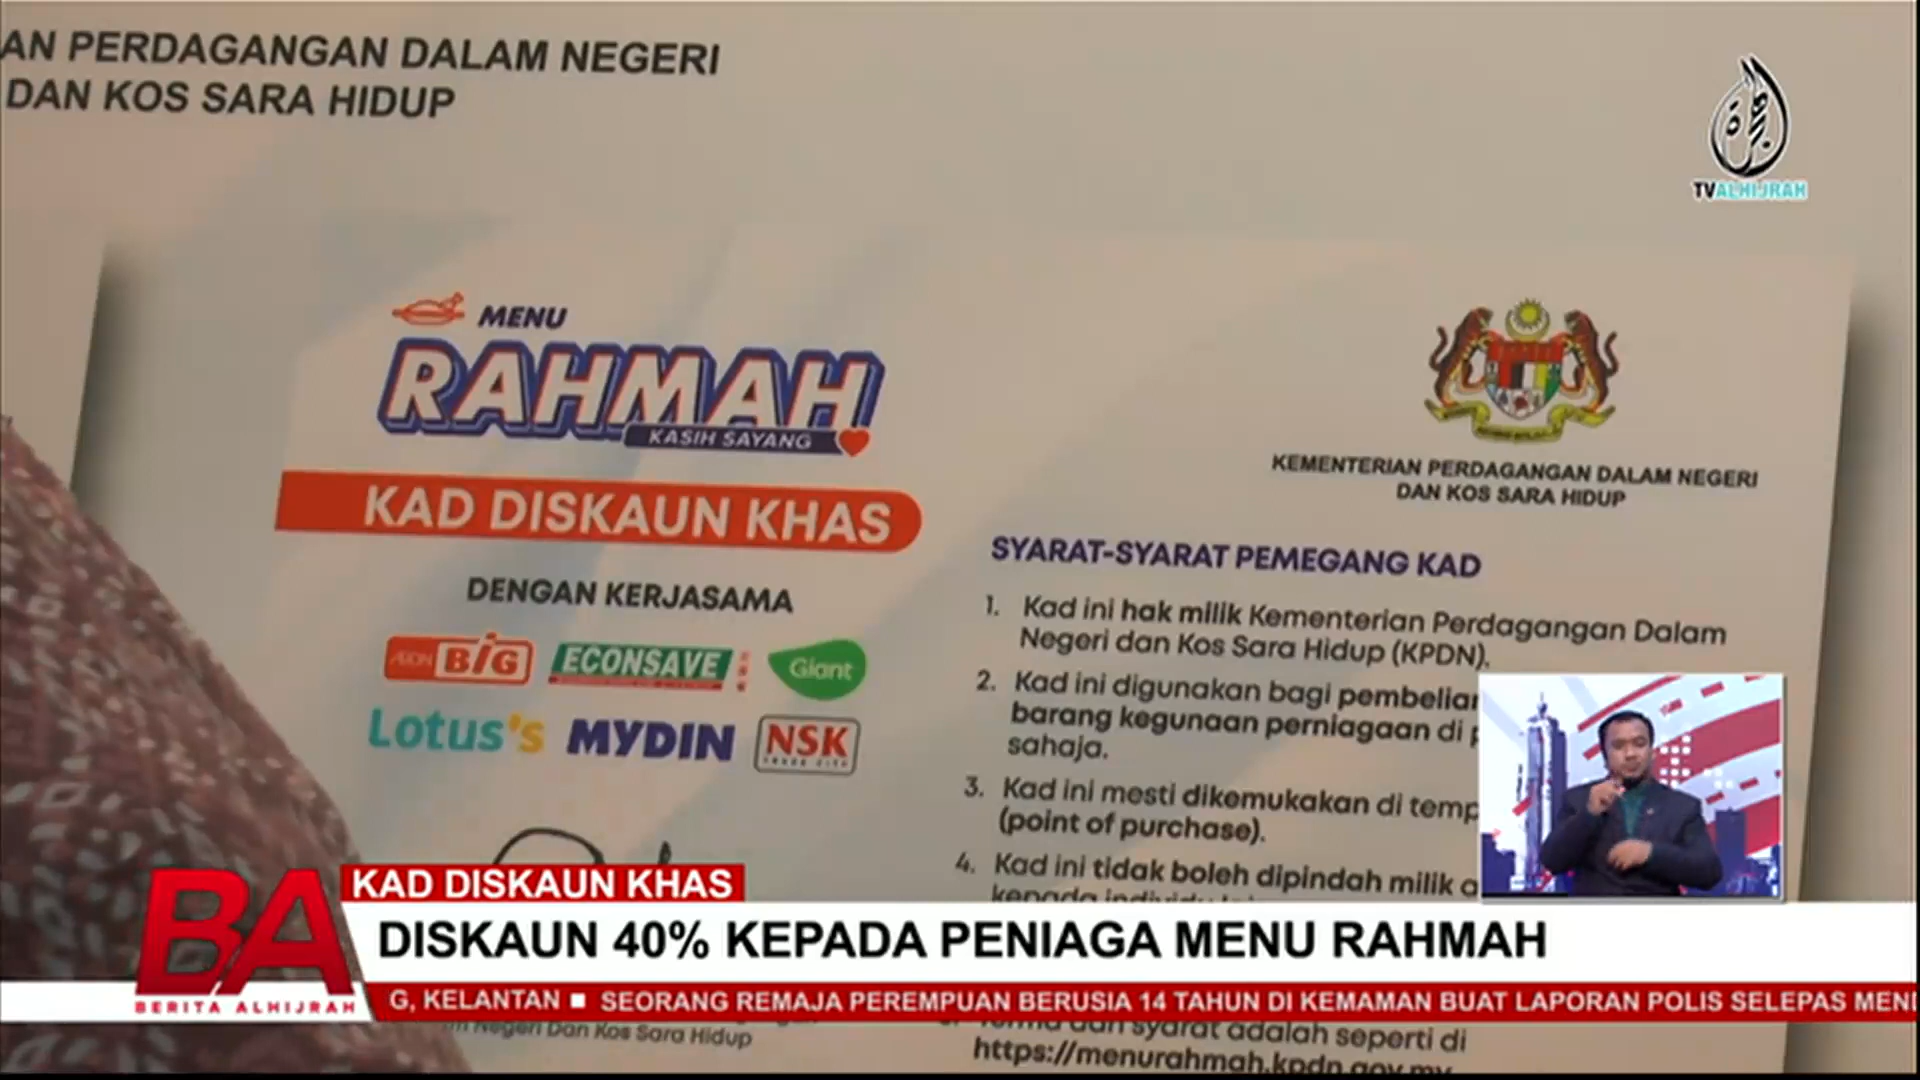 AN PERDAGANGAN DALAM NEGERI
DAN KOS SARA HIDUP
TVALHIJRAH
MENU
RAHMAH
KASIH SAYANG
KAD DISKAUN KHAS
DENGAN KERJASAMA
AEON BiG
ECONSAVE
Giant
Lotus's
MYDIN
NSK
TRADE CITY
KEMENTERIAN PERDAGANGAN DALAM NEGERI
DAN KOS SARA HIDUP
SYARAT-SYARAT PEMEGANG KAD
1. Kad ini hak milik Kementerian Perdagangan Dalam
Negeri dan Kos Sara Hidup (KPDN).
2. Kad ini digunakan bagi pembelian
barang kegunaan perniagaan di
sahaja.
3. Kad ini mesti dikemukakan di temp
(point of purchase).
4. Kad ini tidak boleh dipindah milik a
kepada
KAD DISKAUN KHAS
DISKAUN 40% KEPADA PENIAGA MENU RAHMAH
BA
BERITA ALHIJRAH
G, KELANTAN ■ SEORANG REMAJA PEREMPUAN BERUSIA 14 TAHUN DI KEMAMAN BUAT LAPORAN POLIS SELEPAS MEN
Negeri Dan Kos Sara Hidup
dan syarat adalah seperti di
https://menurahmah.kpdn.gov.my